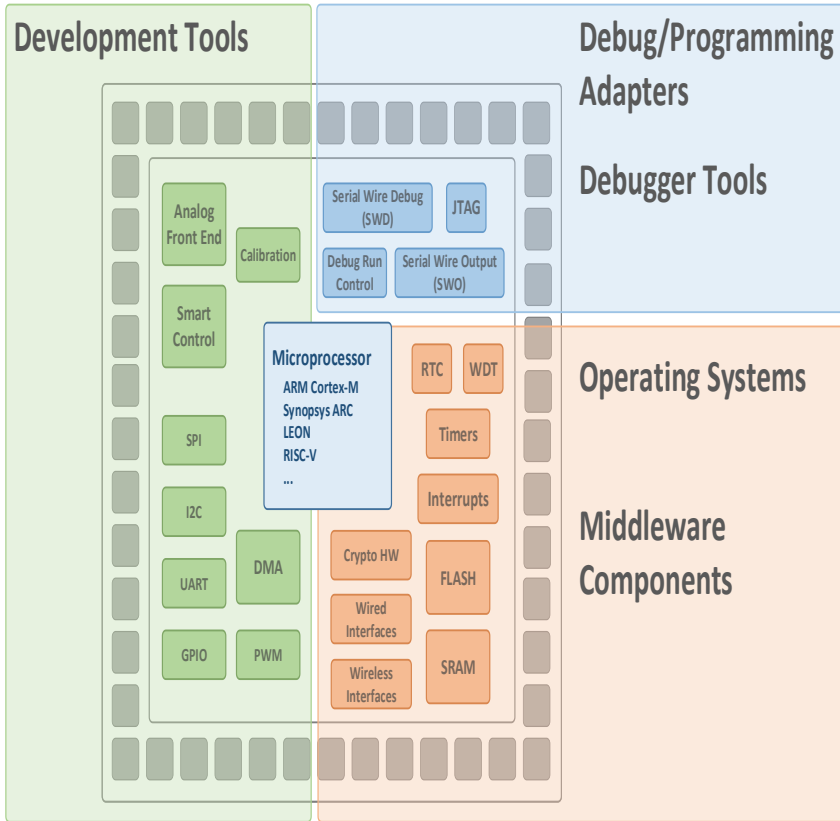 Development Tools
Debug/Programming
Adapters
Debugger Tools
Analog
Front End
Calibration
Smart
Control
Serial Wire Debug
(SWD)
JTAG
Debug Run
Control
Serial Wire Output
(SWO)
Microprocessor
ARM Cortex-M
Synopsys ARC
LEON
RISC-V
...
SPI
I2C
UART
DMA
GPIO
PWM
RTC
WDT
Timers
Interrupts
Crypto HW
FLASH
Wired
Interfaces
Wireless
Interfaces
SRAM
Operating Systems
Middleware
Components